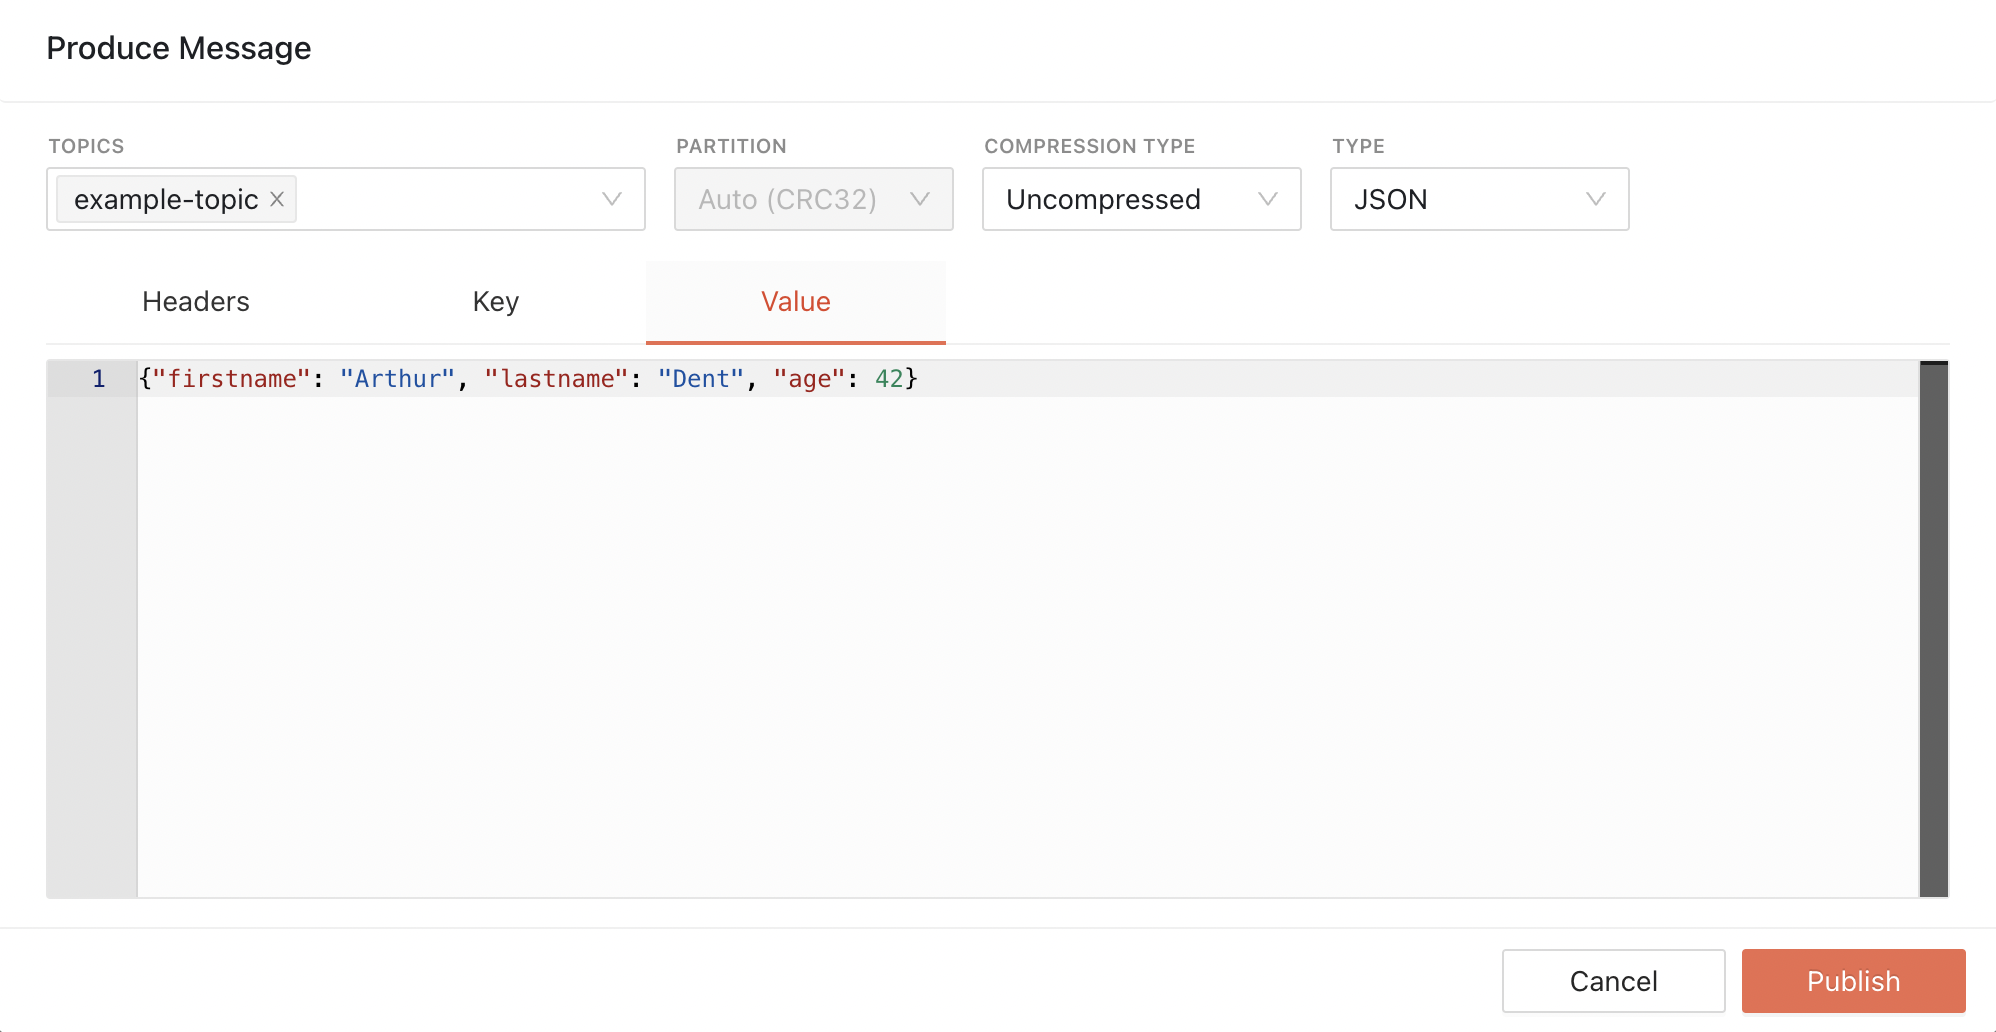 Produce Message
TOPICS PARTITION COMPRESSION TYPE TYPE
example-topic Auto (CRC32) Uncompressed JSON
Headers Key Value
1 {"firstname": "Arthur", "lastname": "Dent", "age": 42}
Cancel Publish